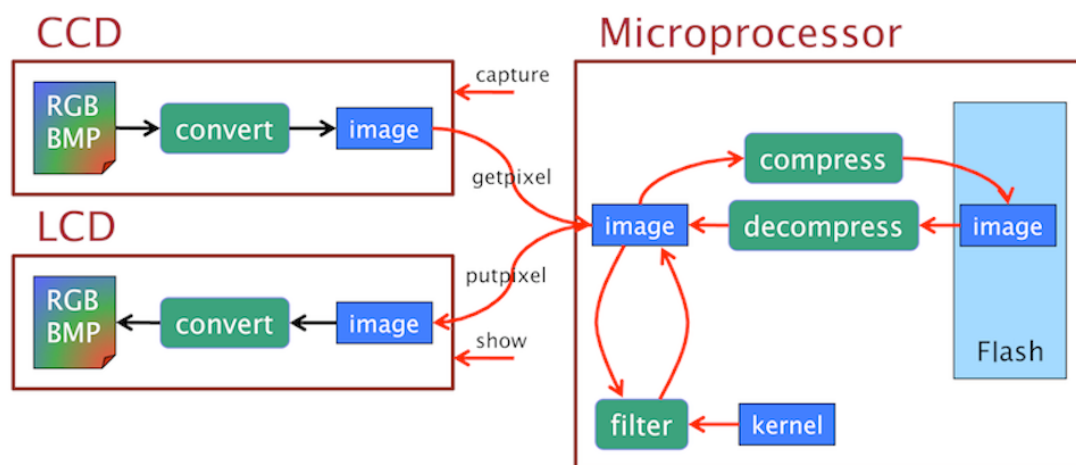 CCD
RGB
BMP
convert
image
capture
getpixel
LCD
RGB
BMP
convert
image
putpixel
show
Microprocessor
compress
image
decompress
image
Flash
filter
kernel